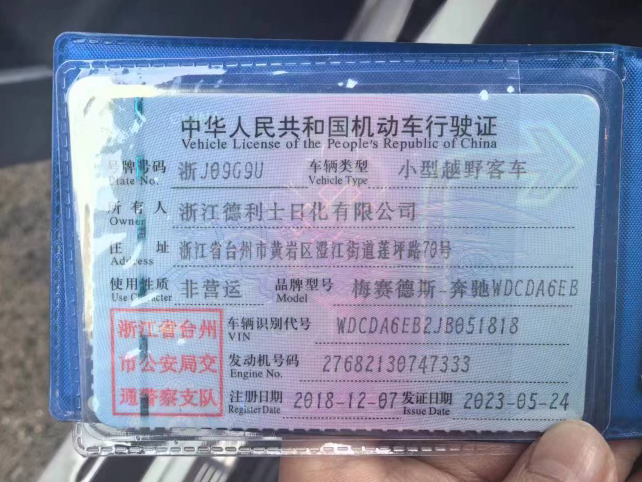 中华人民共和国机动车行驶证
Vehicle License of the People's Republic of China
号牌号码 浙J09G9U 车辆类型 小型越野客车
Plate No. Vehicle Type
所有人 浙江德利士日化有限公司
Owner
住 址 浙江省台州市黄岩区澄江街道莲坪路78号
Address
使用性质 非营运 品牌型号 梅赛德斯-奔驰WDCDA6EB
Use Character Model
浙江省台州
市公安局交
通警察支队
车辆识别代号 WDCDA6EB2JB051818
VIN
发动机号码 27682130747333
Engine No.
注册日期 2018-12-07 发证日期 2023-05-24
Register Date Issue Date